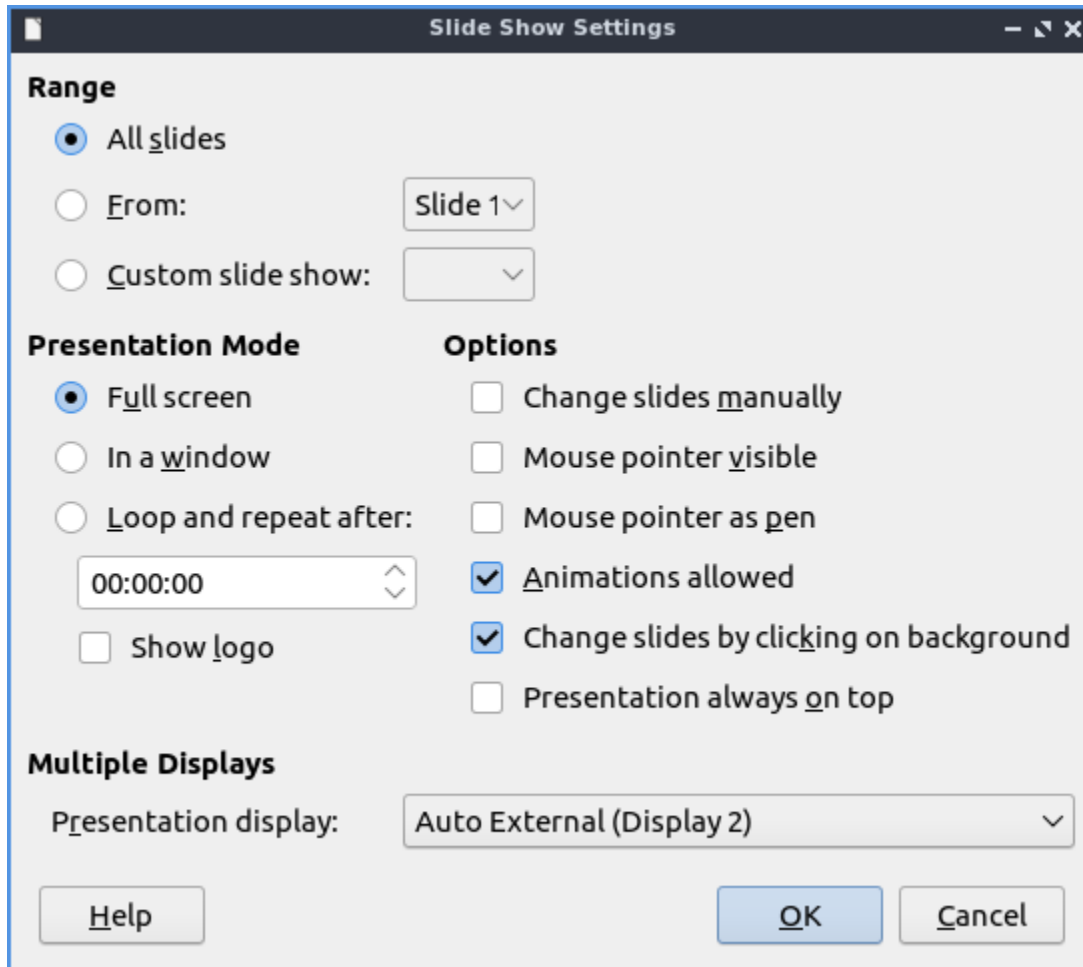 Slide Show Settings
Range
All slides
From: Slide 1
Custom slide show:
Presentation Mode
Full screen
In a window
Loop and repeat after:
00:00:00
Show logo
Options
Change slides manually
Mouse pointer visible
Mouse pointer as pen
Animations allowed
Change slides by clicking on background
Presentation always on top
Multiple Displays
Presentation display: Auto External (Display 2)
Help OK Cancel